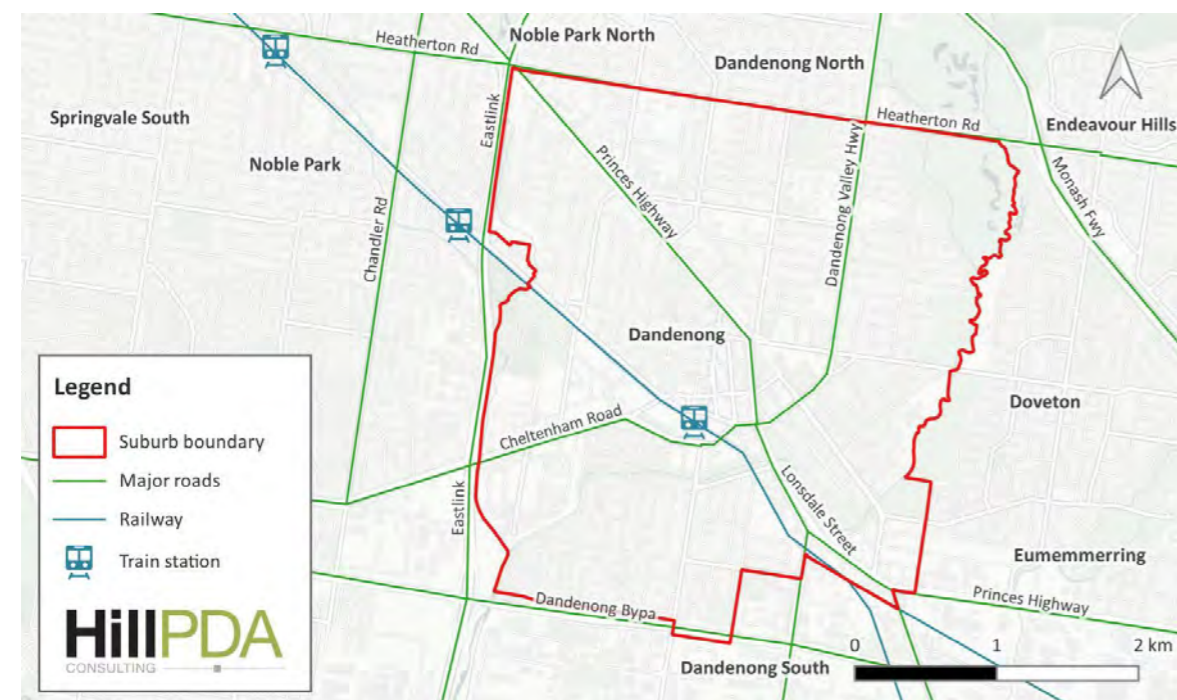 Heatherton Rd
Noble Park North
Dandenong North
Springvale South
Eastlink
Heatherton Rd
Endeavour Hills
Noble Park
Princes Highway
Dandenong Valley Hwy
Monash Fwy
Chandler Rd
Dandenong
Legend
Doveton
Cheltenham Road
Suburb boundary
Major roads
Lonsdale Street
Railway
Eastlink
Train station
Eumemmerring
Dandenong Bypa
Princes Highway
HillPDA
CONSULTING
0 1 2 km
Dandenong South